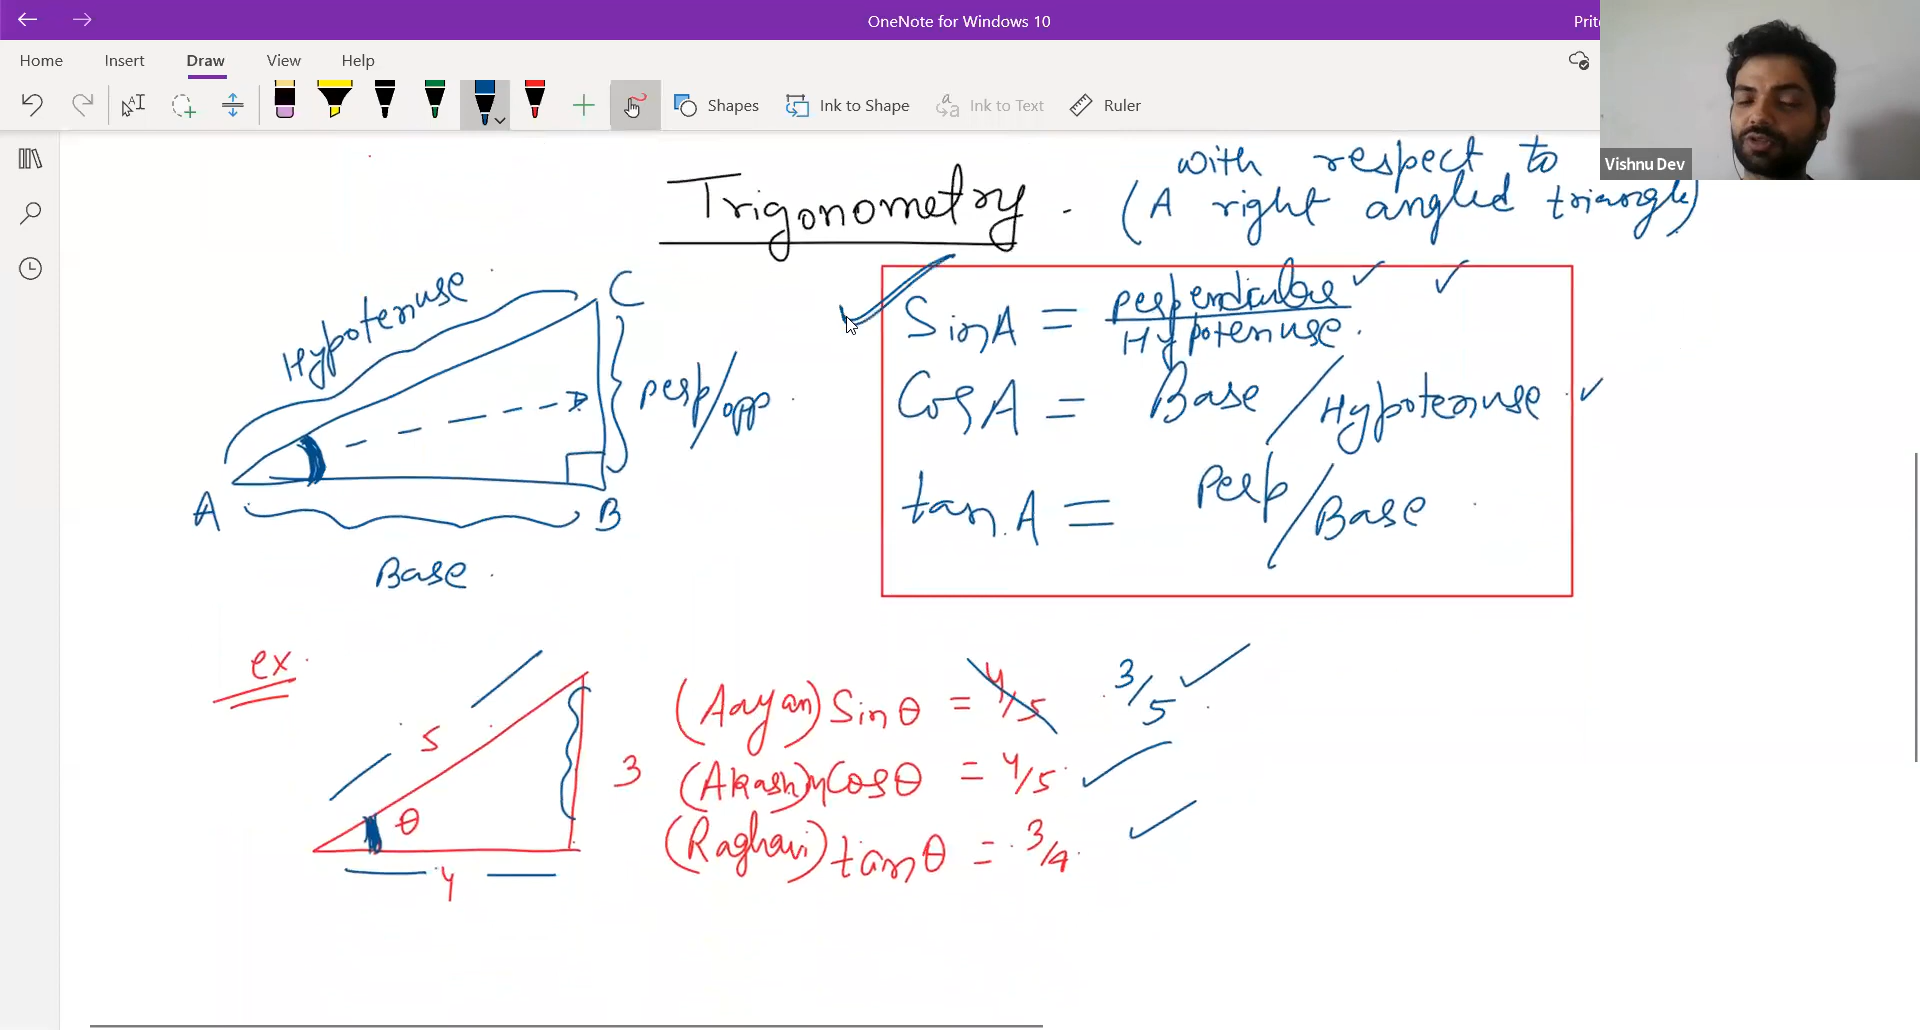 OneNote for Windows 10
Prit
Home Insert Draw View Help
Shapes Ink to Shape Ink to Text Ruler
Vishnu Dev
with respect to
Trigonometry. (A right angled triangle)
Hypotenuse C
perp/opp
A B
Base
Sin A = perpendicular
Hypotenuse
Cos A = Base/Hypotenuse
tan A = Perp/Base
ex
5 3 θ 4
(Aayan) Sin θ = 4/5 3/5
(Akash) Cos θ = 4/5
(Raghavi) tan θ = 3/4